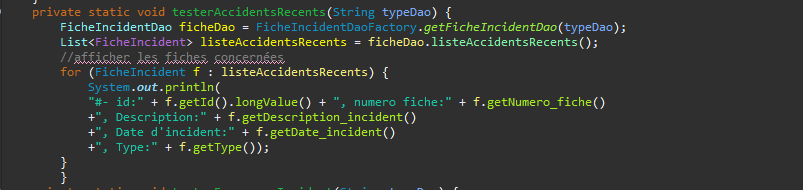 private static void testerAccidentsRecents(String typeDao) {
FicheIncidentDao ficheDao = FicheIncidentDaoFactory.getFicheIncidentDao(typeDao);
List<FicheIncident> listeAccidentsRecents = ficheDao.listeAccidentsRecents();
//afficher les fiches concernées
for (FicheIncident f : listeAccidentsRecents) {
System.out.println(
"#- id:" + f.getId().longValue() + ", numero fiche:" + f.getNumero_fiche()
+", Description:" + f.getDescription_incident()
+", Date d'incident:" + f.getDate_incident()
+", Type:" + f.getType());
}
}